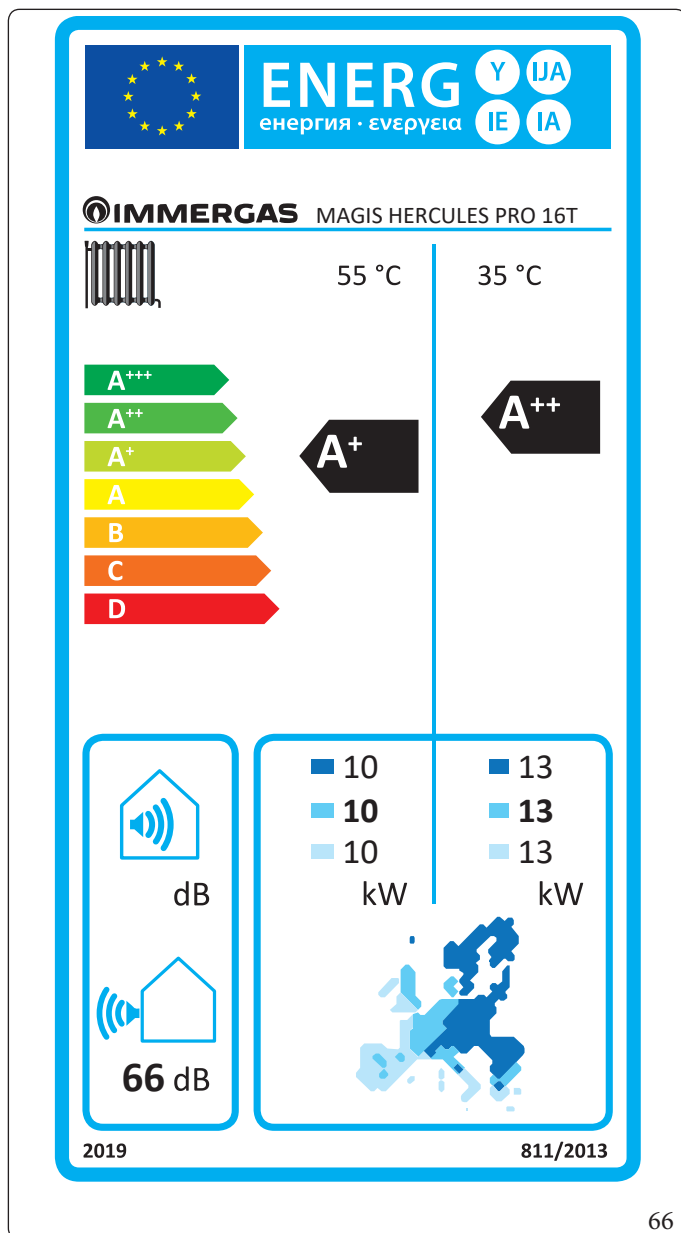 ENERG Y IJA
енергия · ενεργεια IE IA
IMMERGAS MAGIS HERCULES PRO 16T
55 °C 35 °C
A+++
A++
A+
A
B
C
D
A+
A++
10 13
10 13
10 13
kW kW
dB
66 dB
2019 811/2013
66